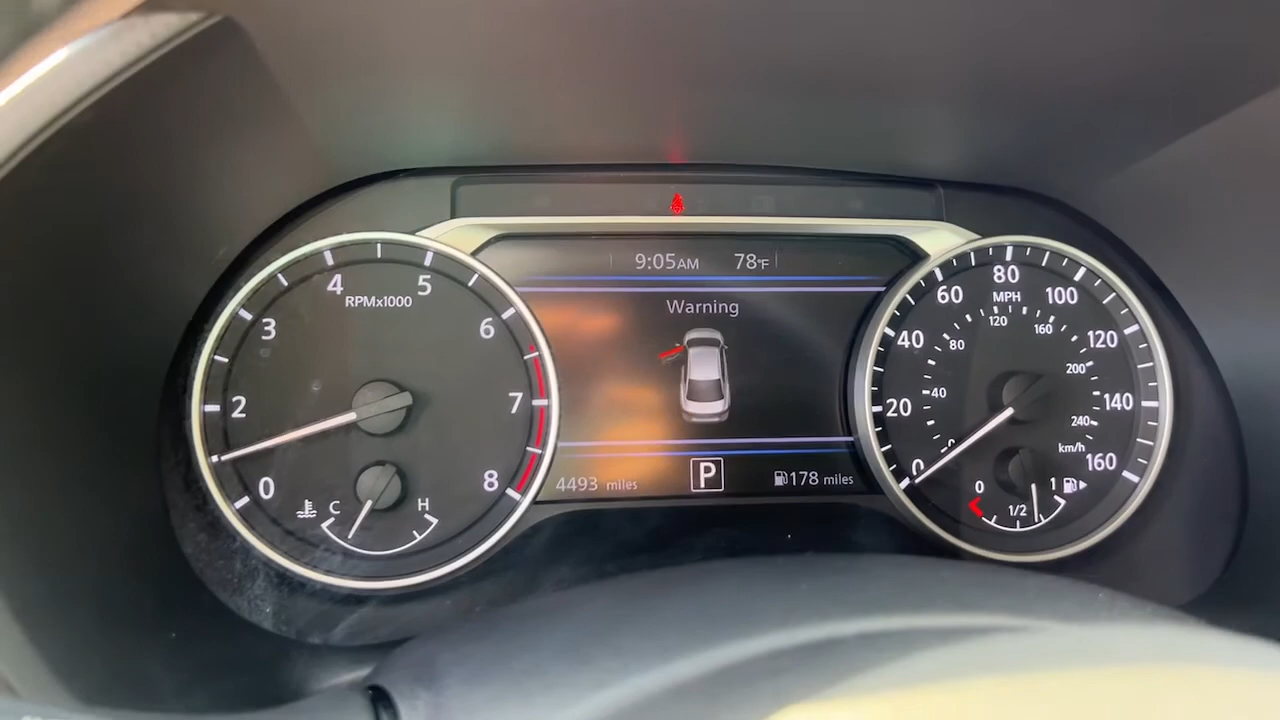 9:05AM 78°F
Warning
4493 miles P 178 miles
0 2 3 4 5 6 7 8
RPMx1000
C H
0 20 40 60 80 100 120 140 160
MPH
0 40 80 120 160 200 240
km/h
0 1/2 1